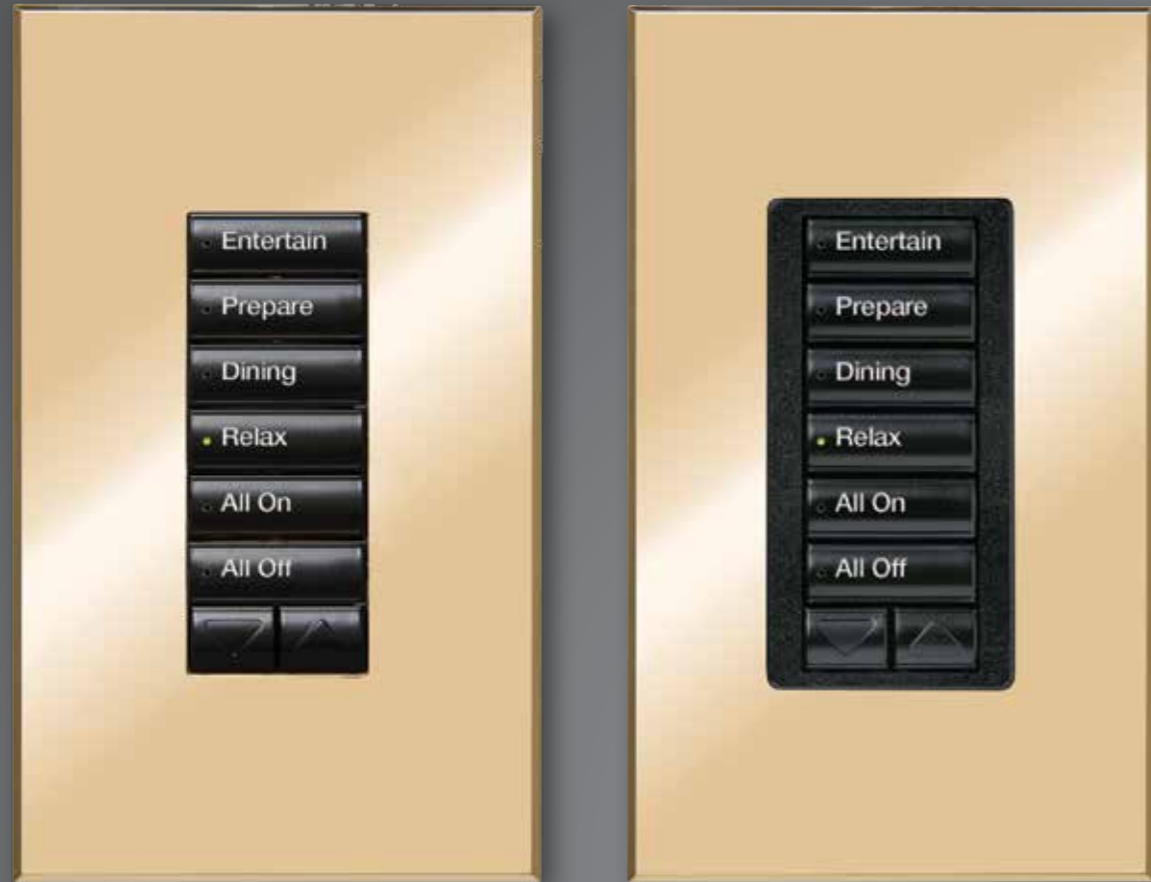 Entertain
Prepare
Dining
Relax
All On
All Off
Entertain
Prepare
Dining
Relax
All On
All Off